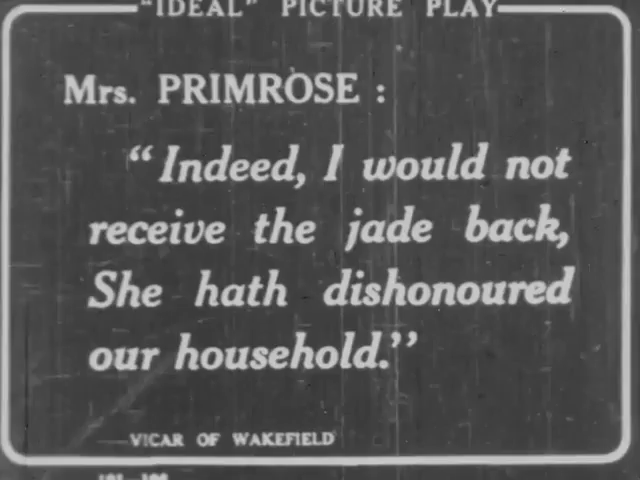 "IDEAL" PICTURE PLAY
Mrs. PRIMROSE :
"Indeed, I would not
receive the jade back,
She hath dishonoured
our household."
—VICAR OF WAKEFIELD